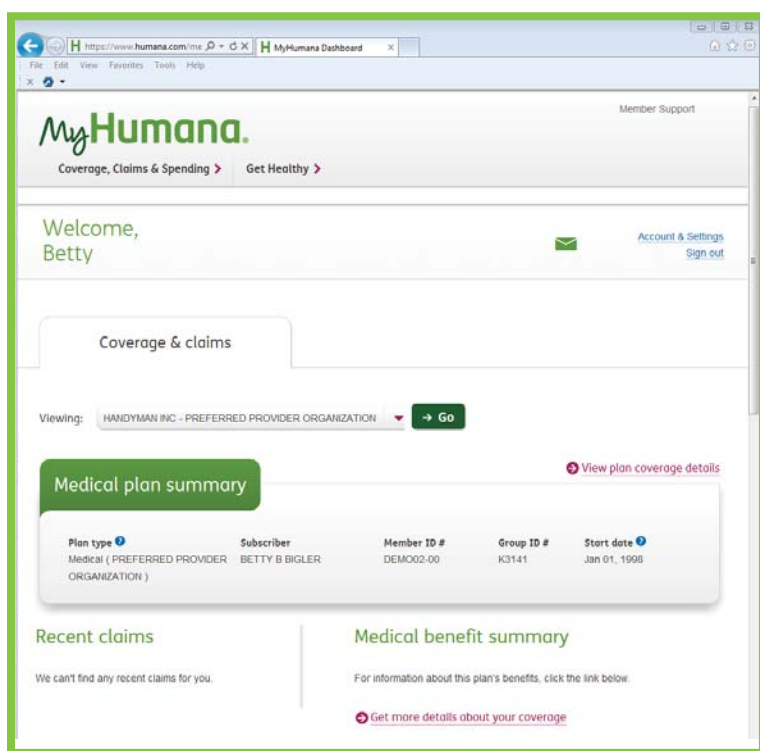 https://www.humana.com/me
MyHumana Dashboard
File Edit View Favorites Tools Help
Member Support
MyHumana.
Coverage, Claims & Spending Get Healthy
Welcome,
Betty
Account & Settings
Sign out
Coverage & claims
Viewing: HANDYMAN INC - PREFERRED PROVIDER ORGANIZATION Go
View plan coverage details
Medical plan summary
Plan type Subscriber Member ID # Group ID # Start date
Medical ( PREFERRED PROVIDER BETTY B BIGLER DEMO02-00 K3141 Jan 01, 1998
ORGANIZATION )
Recent claims Medical benefit summary
We can't find any recent claims for you. For information about this plan's benefits, click the link below.
Get more details about your coverage